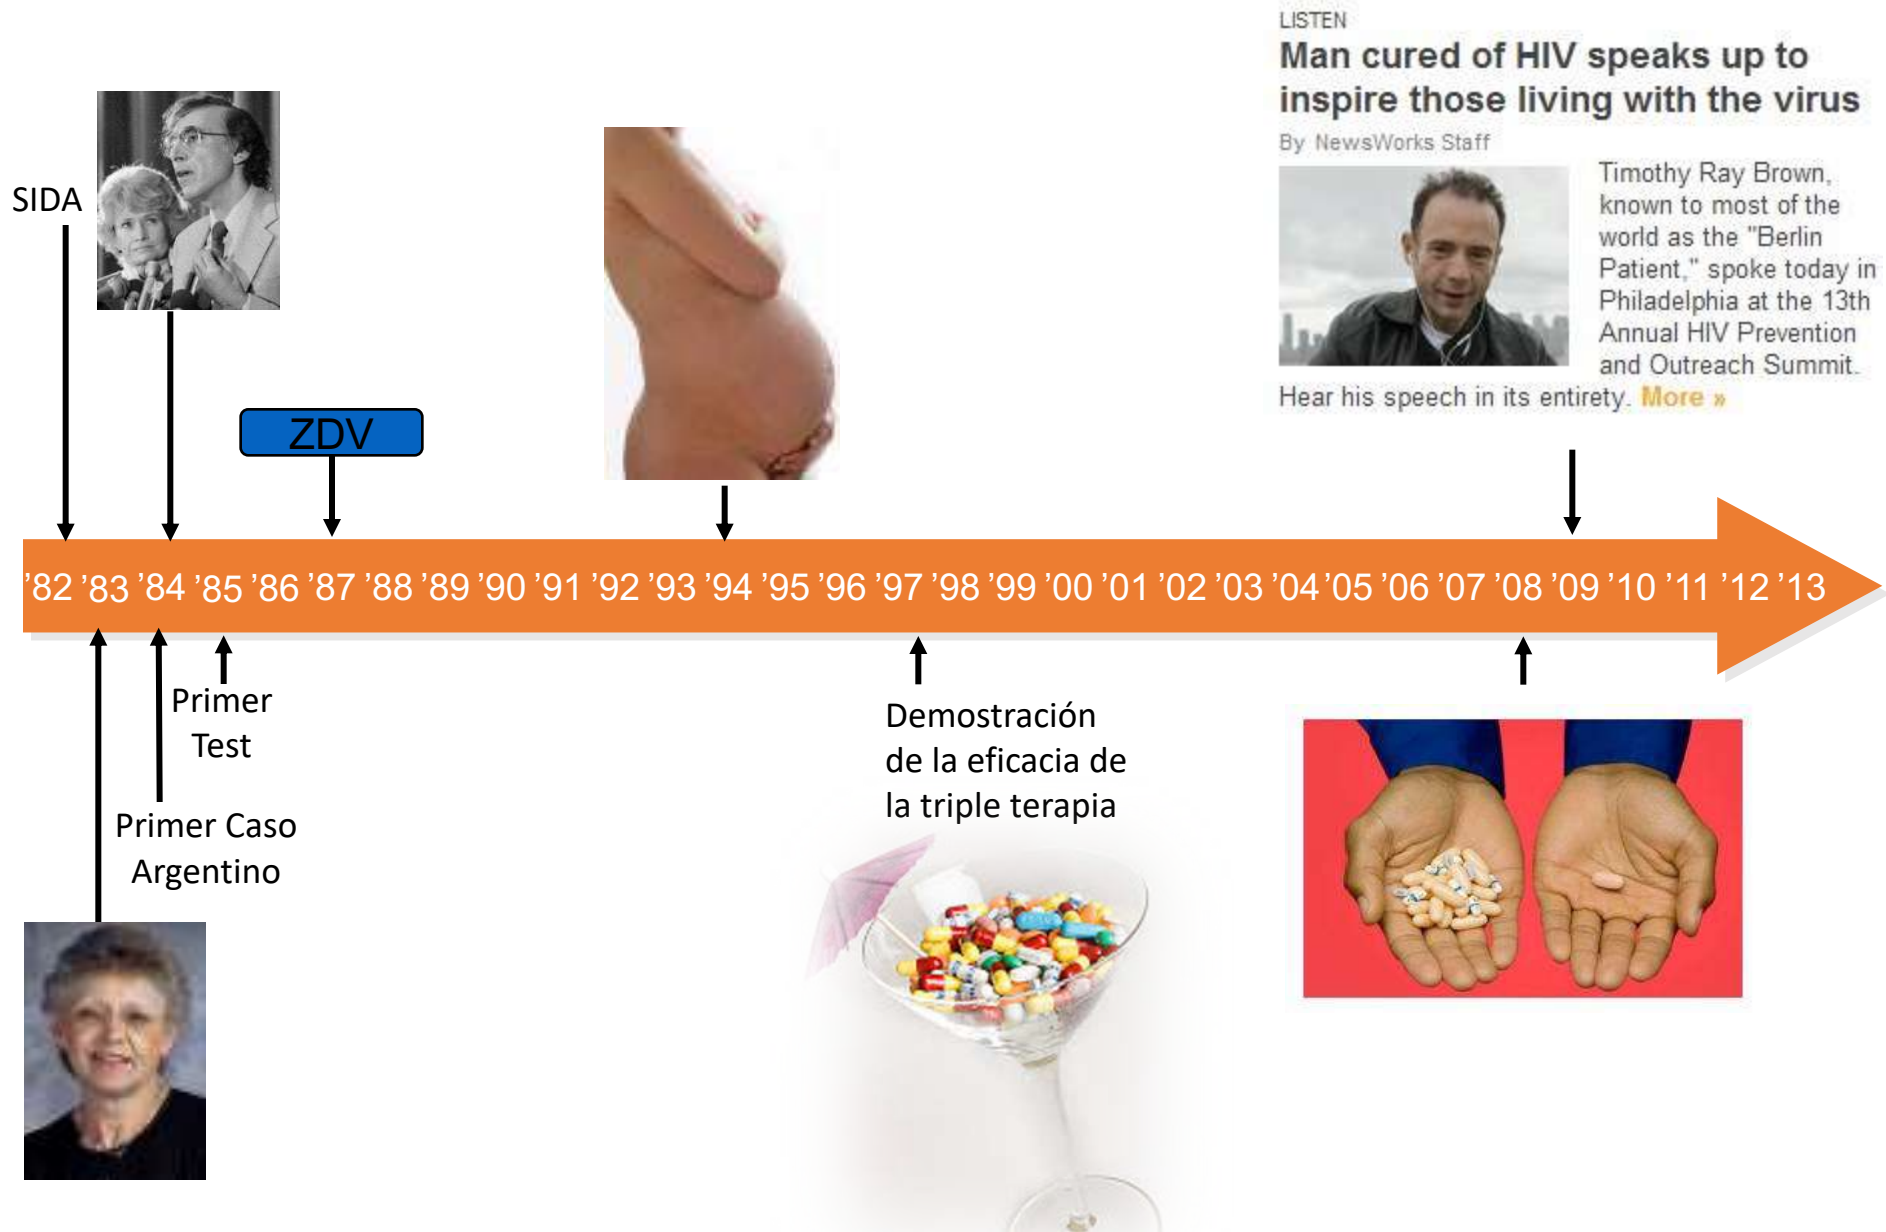 LISTEN
Man cured of HIV speaks up to
inspire those living with the virus
By NewsWorks Staff
Timothy Ray Brown,
known to most of the
world as the "Berlin
Patient," spoke today in
Philadelphia at the 13th
Annual HIV Prevention
and Outreach Summit.
Hear his speech in its entirety. More »
SIDA
ZDV
’82 ’83 ’84 ’85 ’86 ’87 ’88 ’89 ’90 ’91 ’92 ’93 ’94 ’95 ’96 ’97 ’98 ’99 ’00 ’01 ’02 ’03 ’04 ’05 ’06 ’07 ’08 ’09 ’10 ’11 ’12 ’13
Primer
Test
Primer Caso
Argentino
Demostración
de la eficacia de
la triple terapia